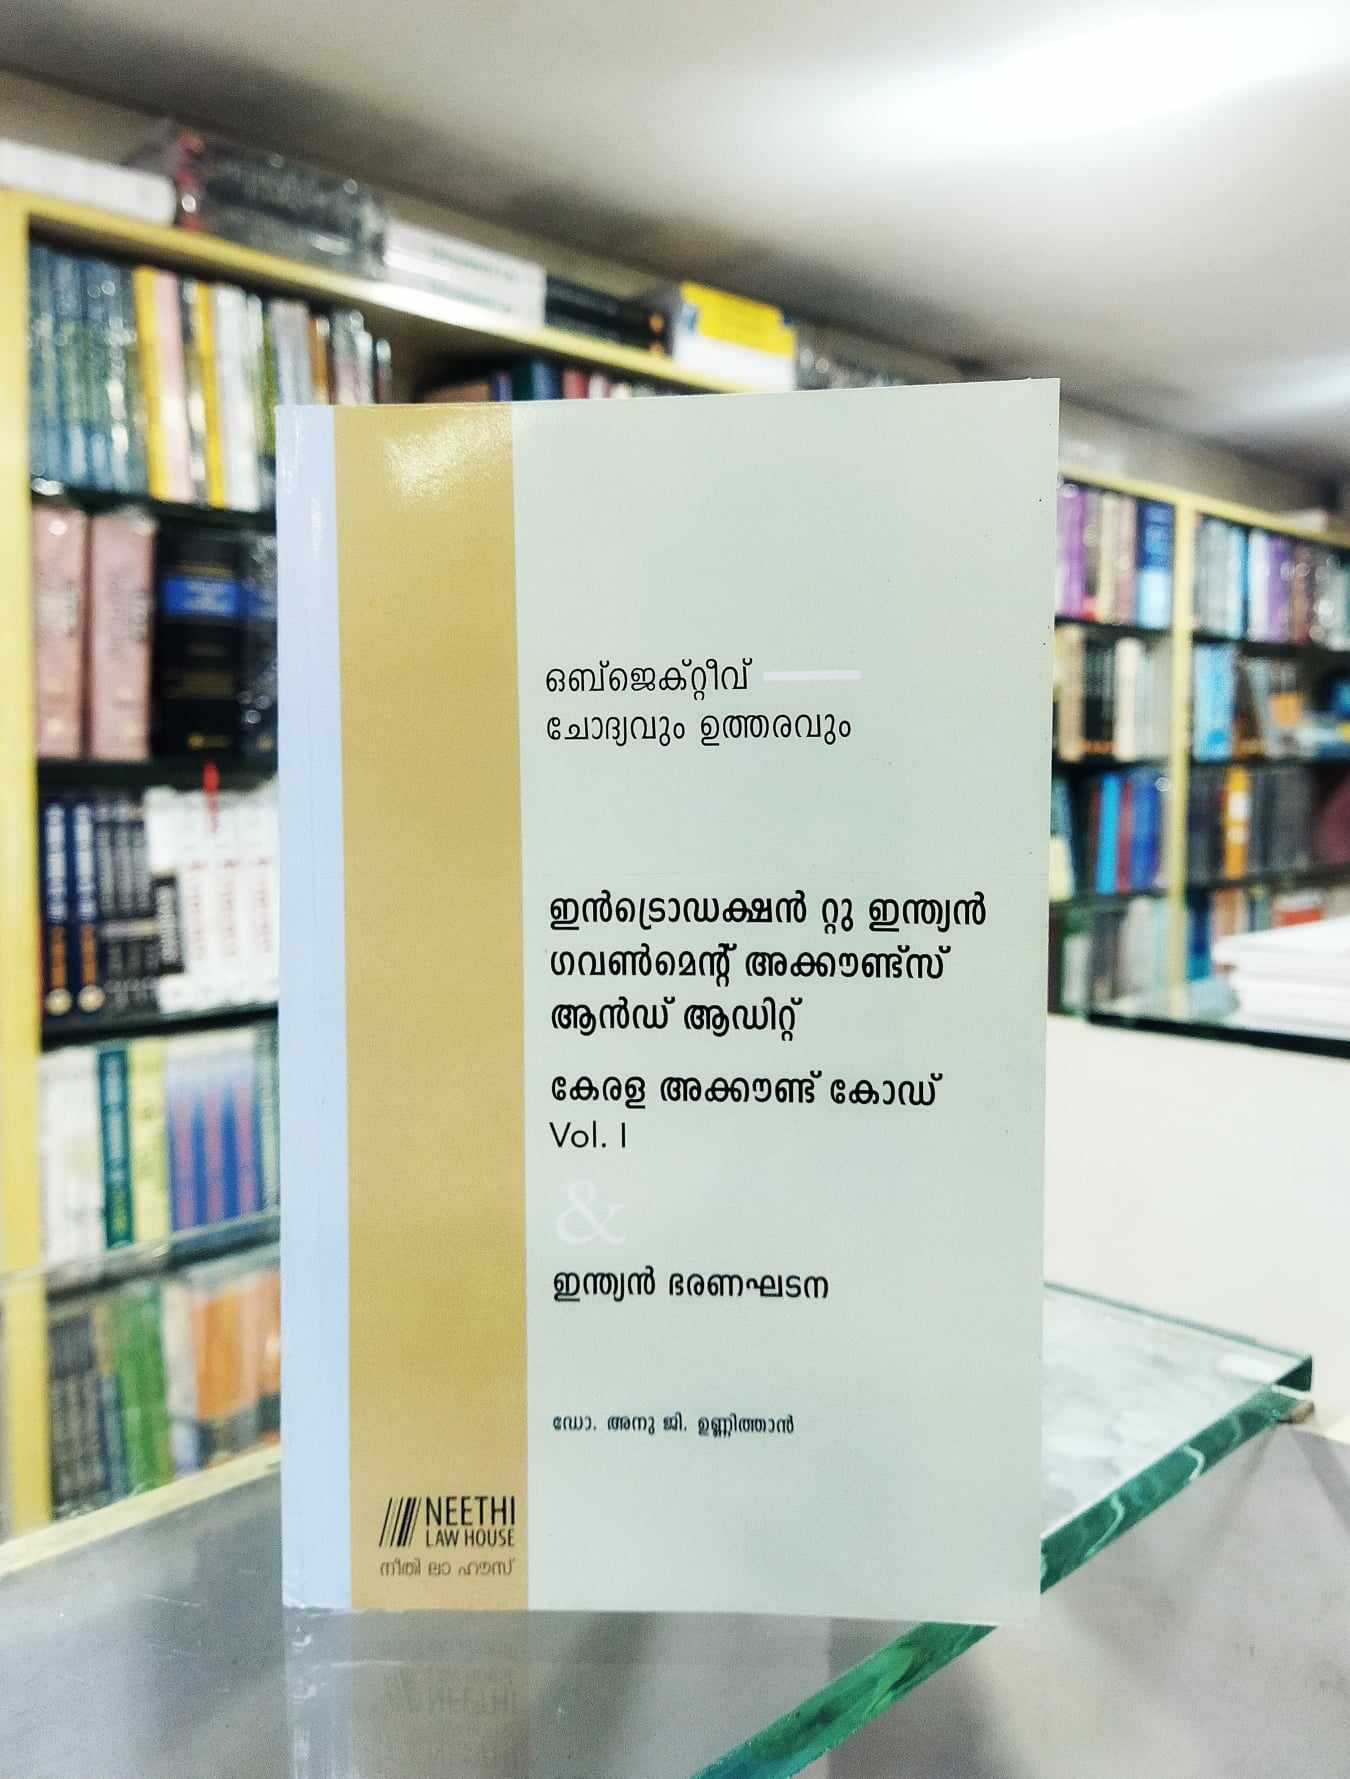 ഒബ്ജെക്റ്റീവ്
ചോദ്യവും ഉത്തരവും
ഇൻട്രൊഡക്ഷൻ റ്റു ഇന്ത്യൻ
ഗവൺമെന്റ് അക്കൗണ്ട്സ്
ആൻഡ് ആഡിറ്റ്
കേരള അക്കൗണ്ട് കോഡ്
Vol. I
&
ഇന്ത്യൻ ഭരണഘടന
ഡോ. അനു ജി. ഉണ്ണിത്താൻ
NEETHI
LAW HOUSE
നീതി ലാ ഹൗസ്